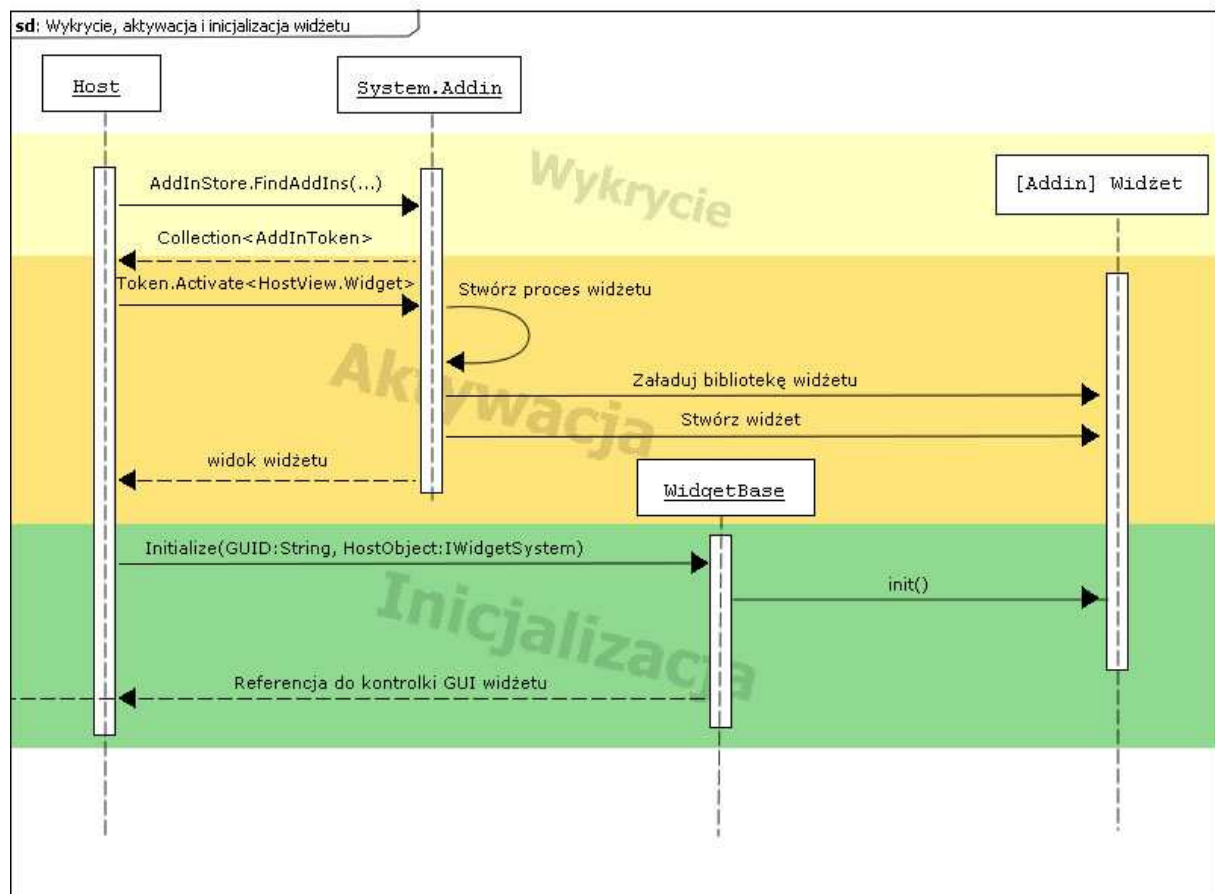 sd: Wykrycie, aktywacja i inicjalizacja widżetu
Host
System.Addin
Wykrycie
[Addin] Widżet
AddInStore.FindAddIns(...)
Collection<AddInToken>
Token.Activate<HostView.Widget>
Stwórz proces widżetu
Aktywacja
Załaduj bibliotekę widżetu
Stwórz widżet
widok widżetu
WidgetBase
Initialize(GUID:String, HostObject:IWidgetSystem)
init()
Inicjalizacja
Referencja do kontrolki GUI widżetu